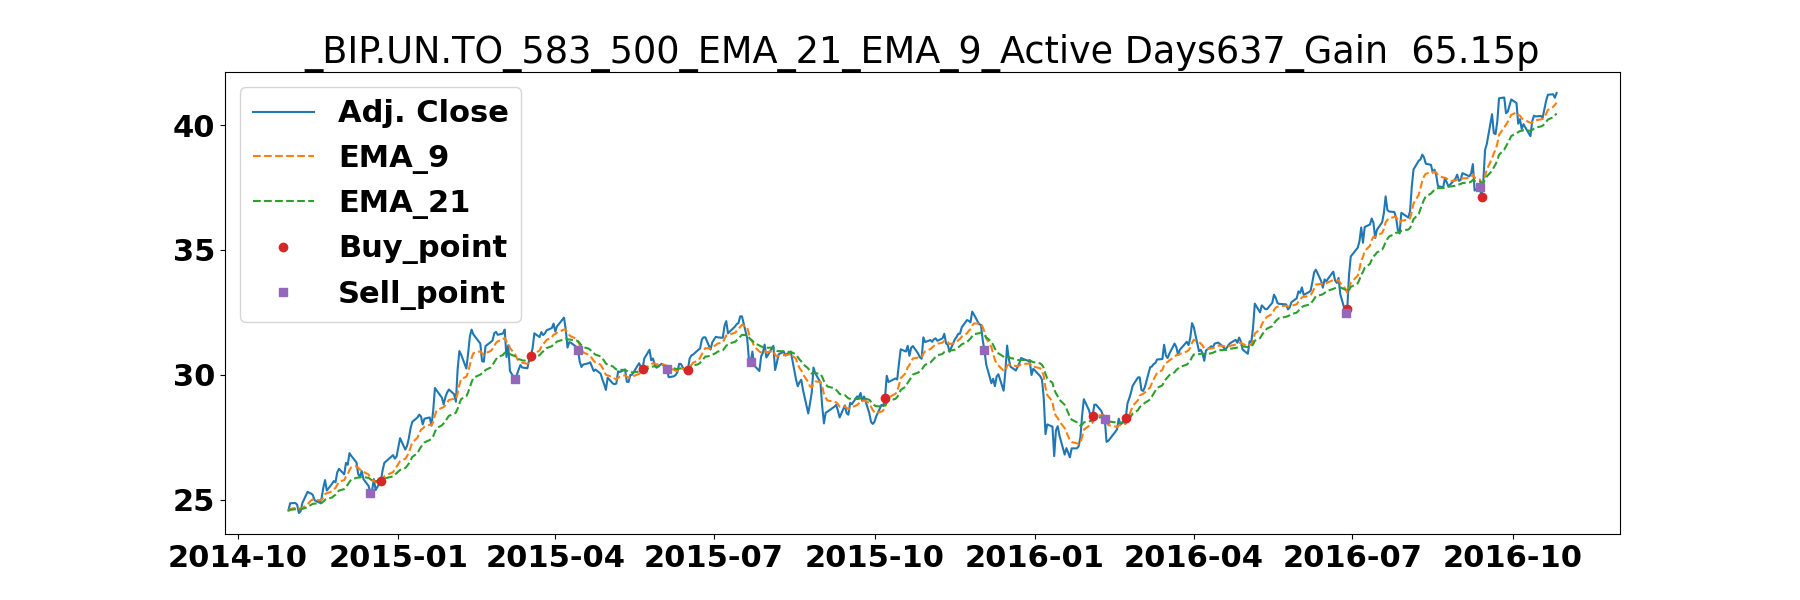 _BIP.UN.TO_583_500_EMA_21_EMA_9_Active Days637_Gain  65.15p
Adj. Close
EMA_9
EMA_21
Buy_point
Sell_point
40
35
30
25
2014-10 2015-01 2015-04 2015-07 2015-10 2016-01 2016-04 2016-07 2016-10